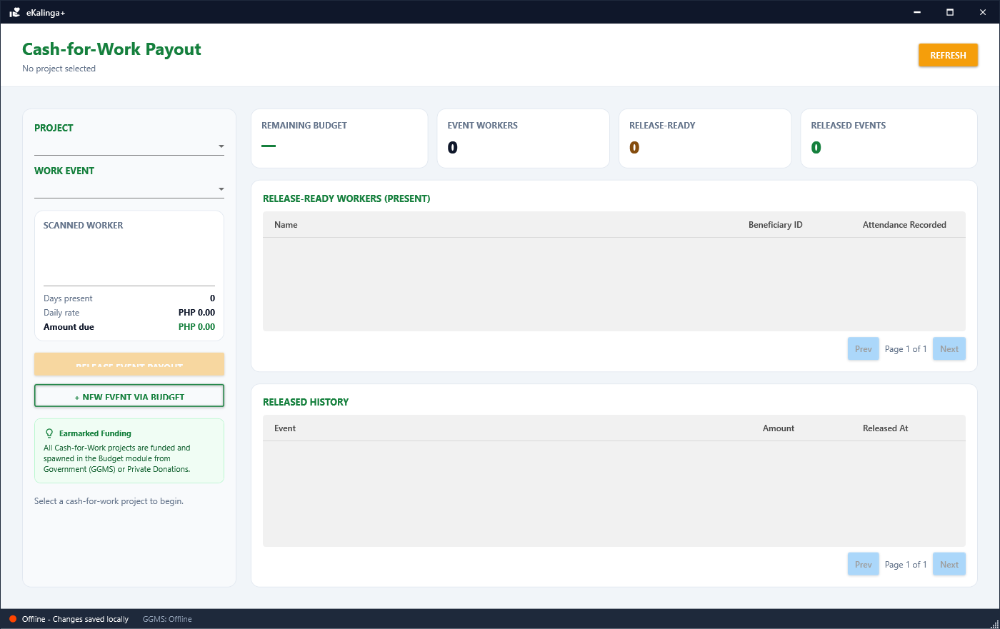 eKalinga+
Cash-for-Work Payout
No project selected
REFRESH
PROJECT
WORK EVENT
SCANNED WORKER
Days present 0
Daily rate PHP 0.00
Amount due PHP 0.00
RELEASE EVENT PAYOUT
+ NEW EVENT VIA BUDGET
Earmarked Funding
All Cash-for-Work projects are funded and
spawned in the Budget module from
Government (GGMS) or Private Donations.
Select a cash-for-work project to begin.
REMAINING BUDGET
—
EVENT WORKERS
0
RELEASE-READY
0
RELEASED EVENTS
0
RELEASE-READY WORKERS (PRESENT)
Name Beneficiary ID Attendance Recorded
Prev Page 1 of 1 Next
RELEASED HISTORY
Event Amount Released At
Prev Page 1 of 1 Next
Offline - Changes saved locally GGMS: Offline